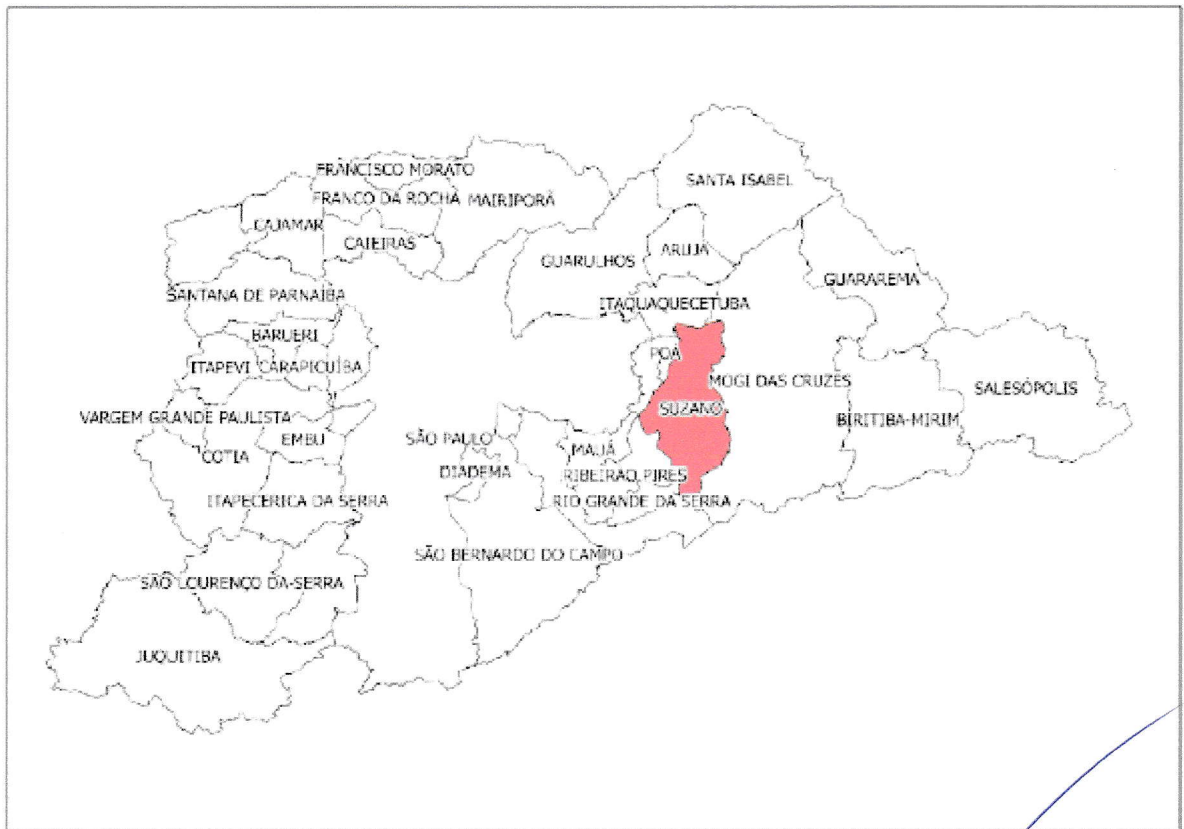 FRANCISCO MORATO
SANTA ISABEL
FRANCO DA ROCHA
MAIRIPORÃ
CAJAMAR
CAIEIRAS
ARUJÁ
GUARULHOS
GUARAREMA
SANTANA DE PARNAÍBA
ITAQUAQUECETUBA
BARUERI
POÁ
ITAPEVI
CARAPICUÍBA
MOGI DAS CRUZES
SALESÓPOLIS
SUZANO
VARGEM GRANDE PAULISTA
BIRITIBA-MIRIM
EMBU
SÃO PAULO
MAUÁ
COTIA
DIADEMA
RIBEIRAO PIRES
ITAPECERICA DA SERRA
RIO GRANDE DA SERRA
SÃO BERNARDO DO CAMPO
SÃO LOURENÇO DA-SERRA
JUQUITIBA